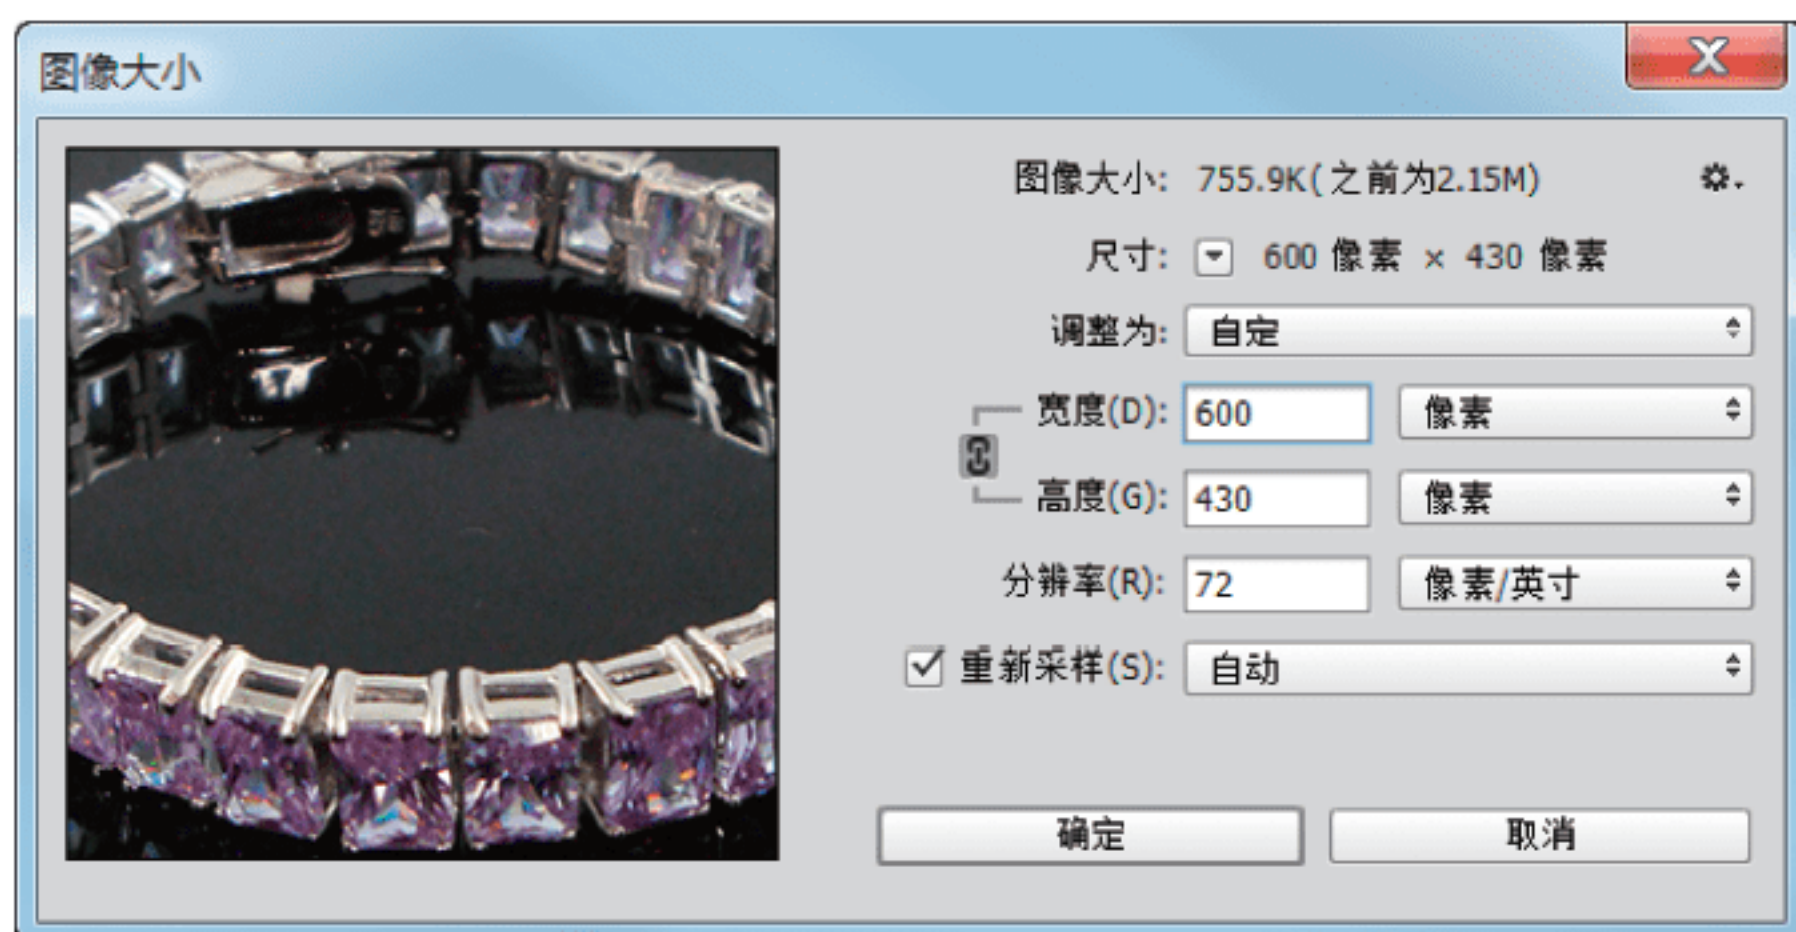 图像大小
图像大小: 755.9K(之前为2.15M)
尺寸: 600 像素 × 430 像素
调整为: 自定
宽度(D): 600 像素
高度(G): 430 像素
分辨率(R): 72 像素/英寸
重新采样(S): 自动
确定 取消